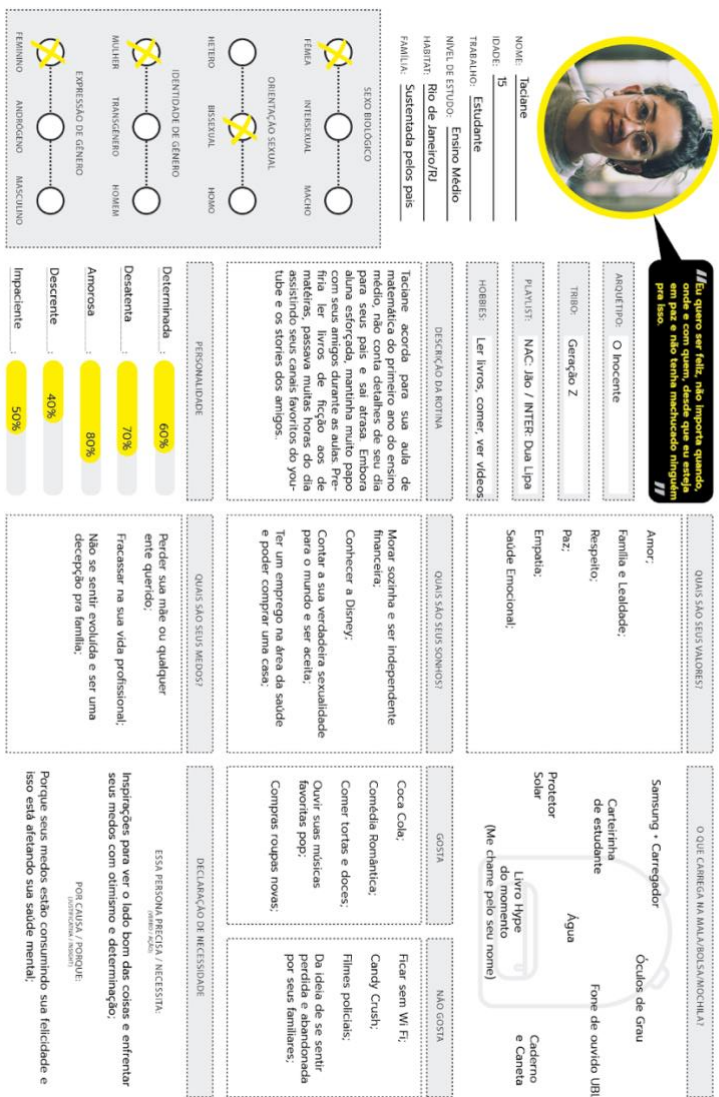 "Eu quero ser feliz, não importa quando,
onde e com quem, desde que eu esteja
em paz e não tenha machucedo ninguém
pra isso. "
NOME: Taciane
IDADE: 15
TRABALHO: Estudante
NÍVEL DE ESTUDO: Ensino Médio
HABITAT: Rio de Janeiro/RJ
FAMÍLIA: Sustentada pelos pais
SEXO BIOLÓGICO
FÊMEA INTERSEXUAL MACHO
ORIENTAÇÃO SEXUAL
HETERO BISSEXUAL HOMO
IDENTIDADE DE GÊNERO
MULHER TRANSGÊNERO HOMEM
EXPRESSÃO DE GÊNERO
FEMININO ANDRÓGENO MASCULINO
ARQUÉTIPO: O Inocente
TRIBO: Geração Z
PLAYLIST: NAC: Jão / INTER: Dua Lipa
HOBBIES: Ler livros, comer, ver vídeos
DESCRIÇÃO DA ROTINA
Taciane acorda para sua aula de
matemática do primeiro ano do ensino
médio, não conta detalhes de seu dia
para seus pais e sai atrasa. Embora
aluna esforçada, mantinha muito papo
com seus amigos durante as aulas. Pre-
firia ler livros de ficção aos de
matéiras, passava muitas horas do dia
assistindo seus canais favoritos do you-
tube e os stories dos amigos.
PERSONALIDADE
Determinada : 60%
Desatenta : 70%
Amorosa : 80%
Descrente : 40%
Impaciente : 50%
QUAIS SÃO SEUS VALORES?
Amor;
Família e Lealdade;
Respeito;
Paz;
Empatia;
Saúde Emocional;
QUAIS SÃO SEUS SONHOS?
Morar sozinha e ser independente
financeira;
Conhecer a Disney;
Contar a sua verdadeira sexualidade
para o mundo e ser aceita;
Ter um emprego na área da saúde
e poder comprar uma casa;
QUAIS SÃO SEUS MEDOS?
Perder sua mãe ou qualquer
ente querido;
Fracassar na sua vida profissional;
Não se sentir evoluída e ser uma
decepção pra família;
O QUE CARREGA NA MALA/BOLSA/MOCHILA?
Samsung + Carregador
Óculos de Grau
Carteirinha
de estudante
Água
Fone de ouvido UBL
Protetor
Solar
Livro Hype
do momento
(Me chame pelo seu nome)
Caderno
e Caneta
GOSTA
Coca Cola;
Comédia Romântica;
Comer tortas e doces;
Ouvir suas músicas
favoritas pop;
Compras roupas novas;
NÃO GOSTA
Ficar sem Wi Fi;
Candy Crush;
Filmes policiais;
Da ideia de se sentir
perdida e abandonada
por seus familiares;
DECLARAÇÃO DE NECESSIDADE
ESSA PERSONA PRECISA / NECESSITA:
(VERBO / AÇÃO)
Inspirações para ver o lado bom das coisas e enfrentar
seus medos com otimismo e determinação;
POR CAUSA / PORQUE:
(JUSTIFICATIVA / INSIGHT)
Porque seus medos estão consumindo sua felicidade e
isso está afetando sua saúde mental;